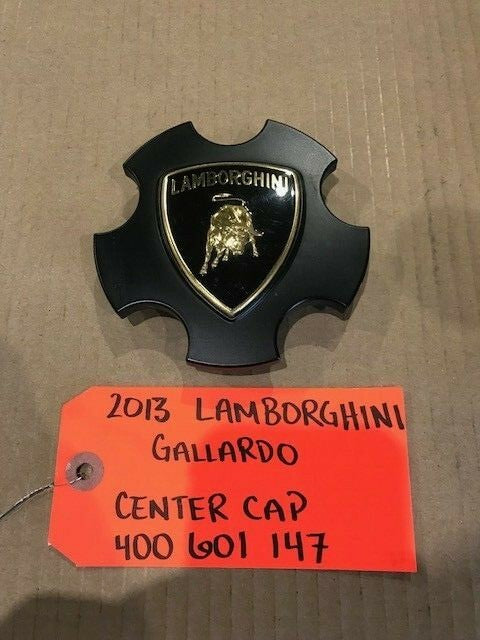 LAMBORGHINI
2013 LAMBORGHINI
GALLARDO
CENTER CAP
400 601 147